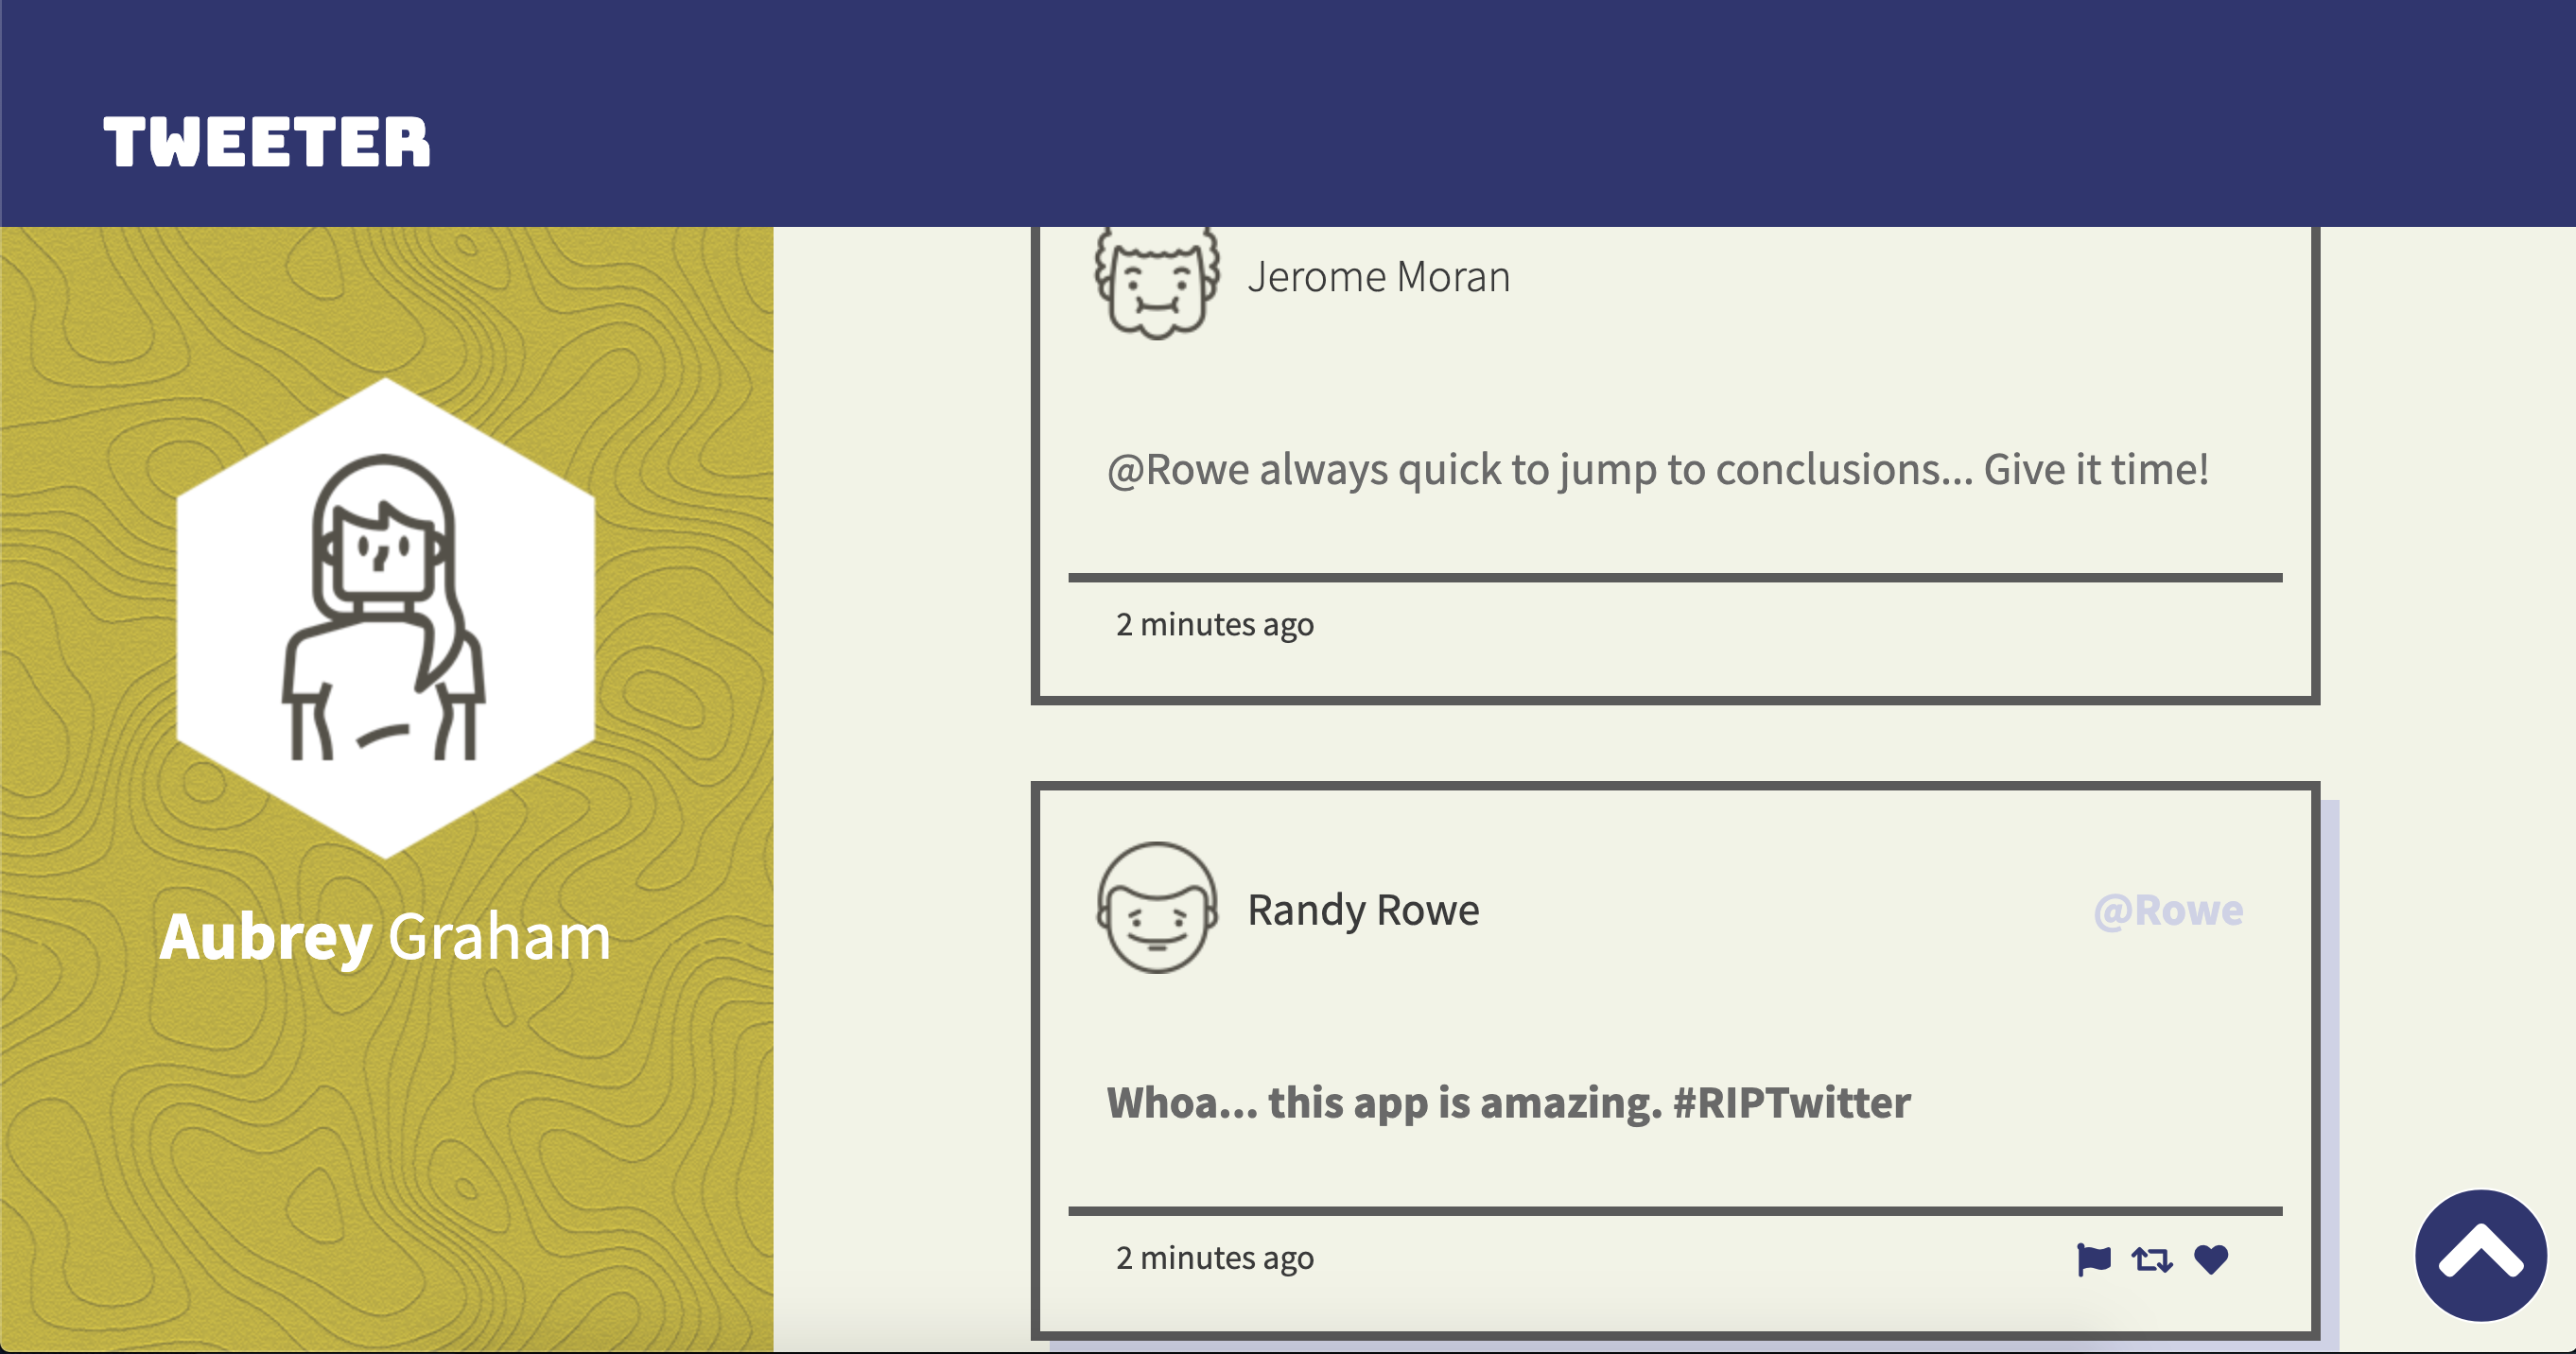 TWEETER
Aubrey Graham
Jerome Moran
@Rowe always quick to jump to conclusions... Give it time!
2 minutes ago
Randy Rowe
@Rowe
Whoa... this app is amazing. #RIPTwitter
2 minutes ago